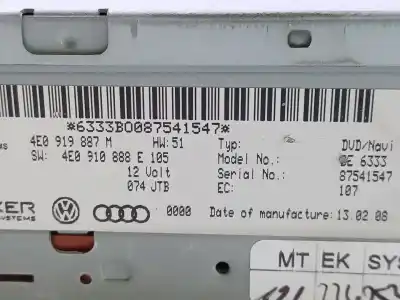 *6333BO087541547*
4E0 919 887 M HW: 51 Typ: DVD/Navi
SW: 4E0 910 888 E 105 Model No.: BE 6333
12 Volt Serial No.: 87541547
074 JTB EC: 107
0000 Date of manufacture: 13.02.08
MT EK SYS